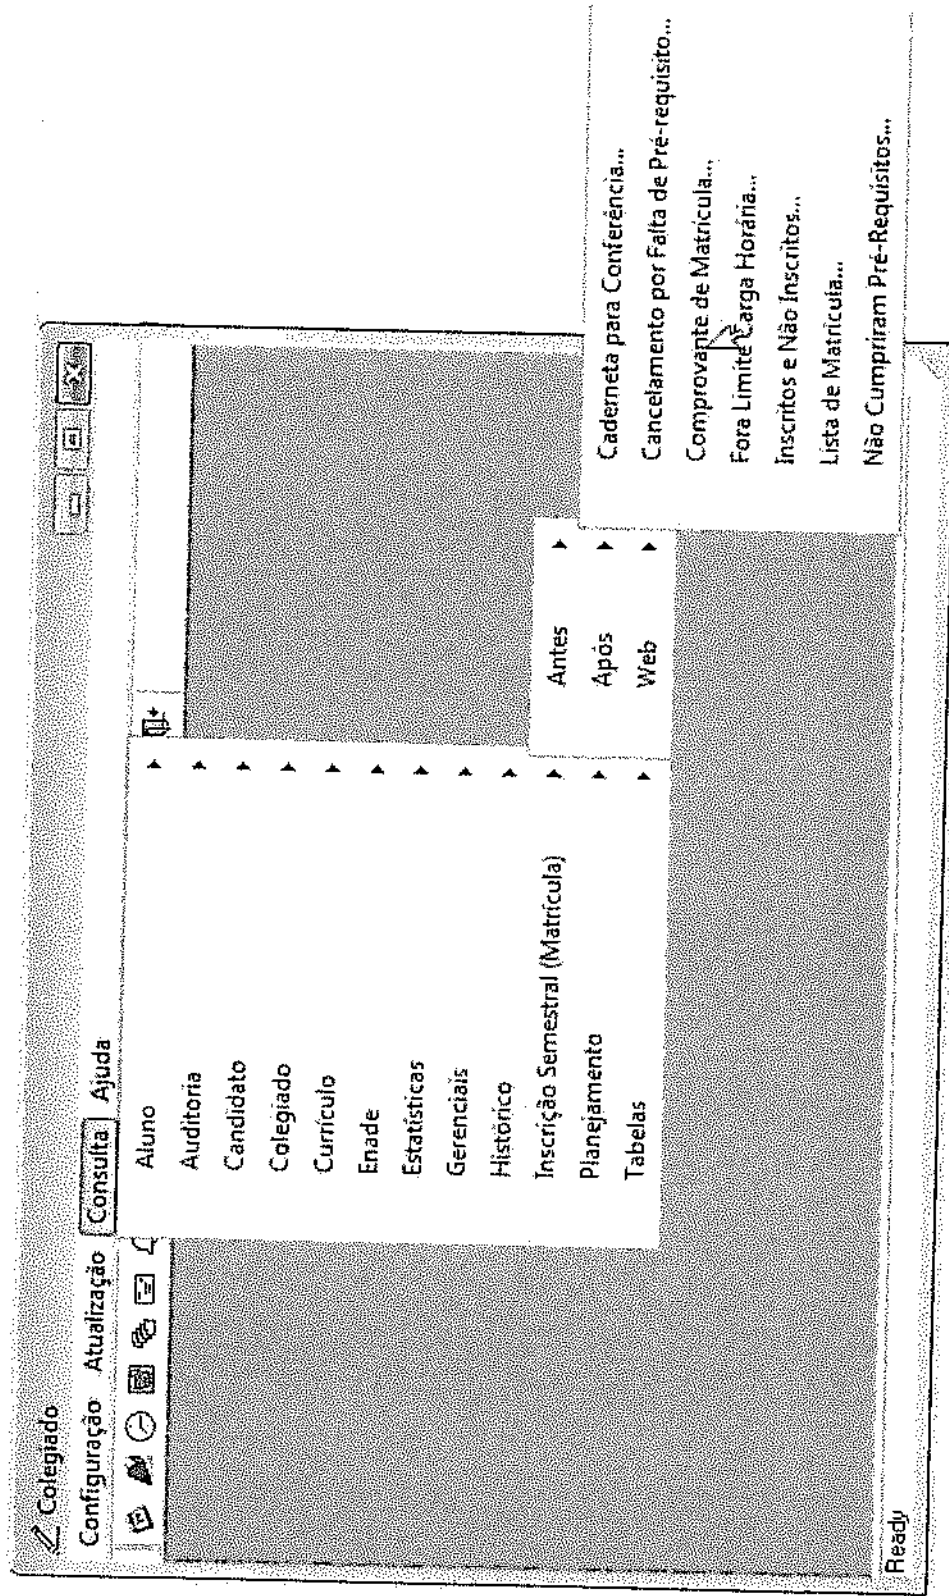 Colegiado
Configuração Atualização Consulta Ajuda
Aluno
Auditoria
Candidato
Colegiado
Currículo
Enade
Estatísticas
Gerenciais
Histórico
Inscrição Semestral (Matrícula)
Planejamento
Tabelas
Antes
Após
Web
Caderneta para Conferência...
Cancelamento por Falta de Pré-requisito...
Comprovante de Matrícula...
Fora Limite Carga Horária...
Inscritos e Não Inscritos...
Lista de Matrícula...
Não Cumpriram Pré-Requisitos...
Ready